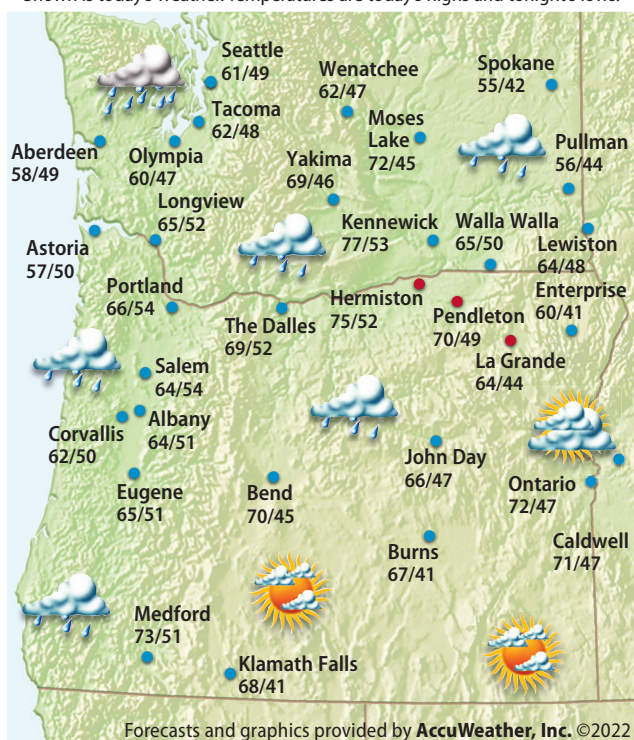 Shown is today's weather. Temperatures are today's highs and tonight's lows.
Seattle
61/49
Wenatchee
62/47
Spokane
55/42
Tacoma
62/48
Moses
Lake
72/45
Pullman
56/44
Aberdeen
58/49
Olympia
60/47
Yakima
69/46
Longview
65/52
Kennewick
77/53
Walla Walla
65/50
Lewiston
64/48
Astoria
57/50
Portland
66/54
The Dalles
69/52
Hermiston
75/52
Pendleton
70/49
Enterprise
60/41
La Grande
64/44
Salem
64/54
Albany
64/51
Corvallis
62/50
John Day
66/47
Ontario
72/47
Eugene
65/51
Bend
70/45
Burns
67/41
Caldwell
71/47
Medford
73/51
Klamath Falls
68/41
Forecasts and graphics provided by AccuWeather, Inc. ©2022